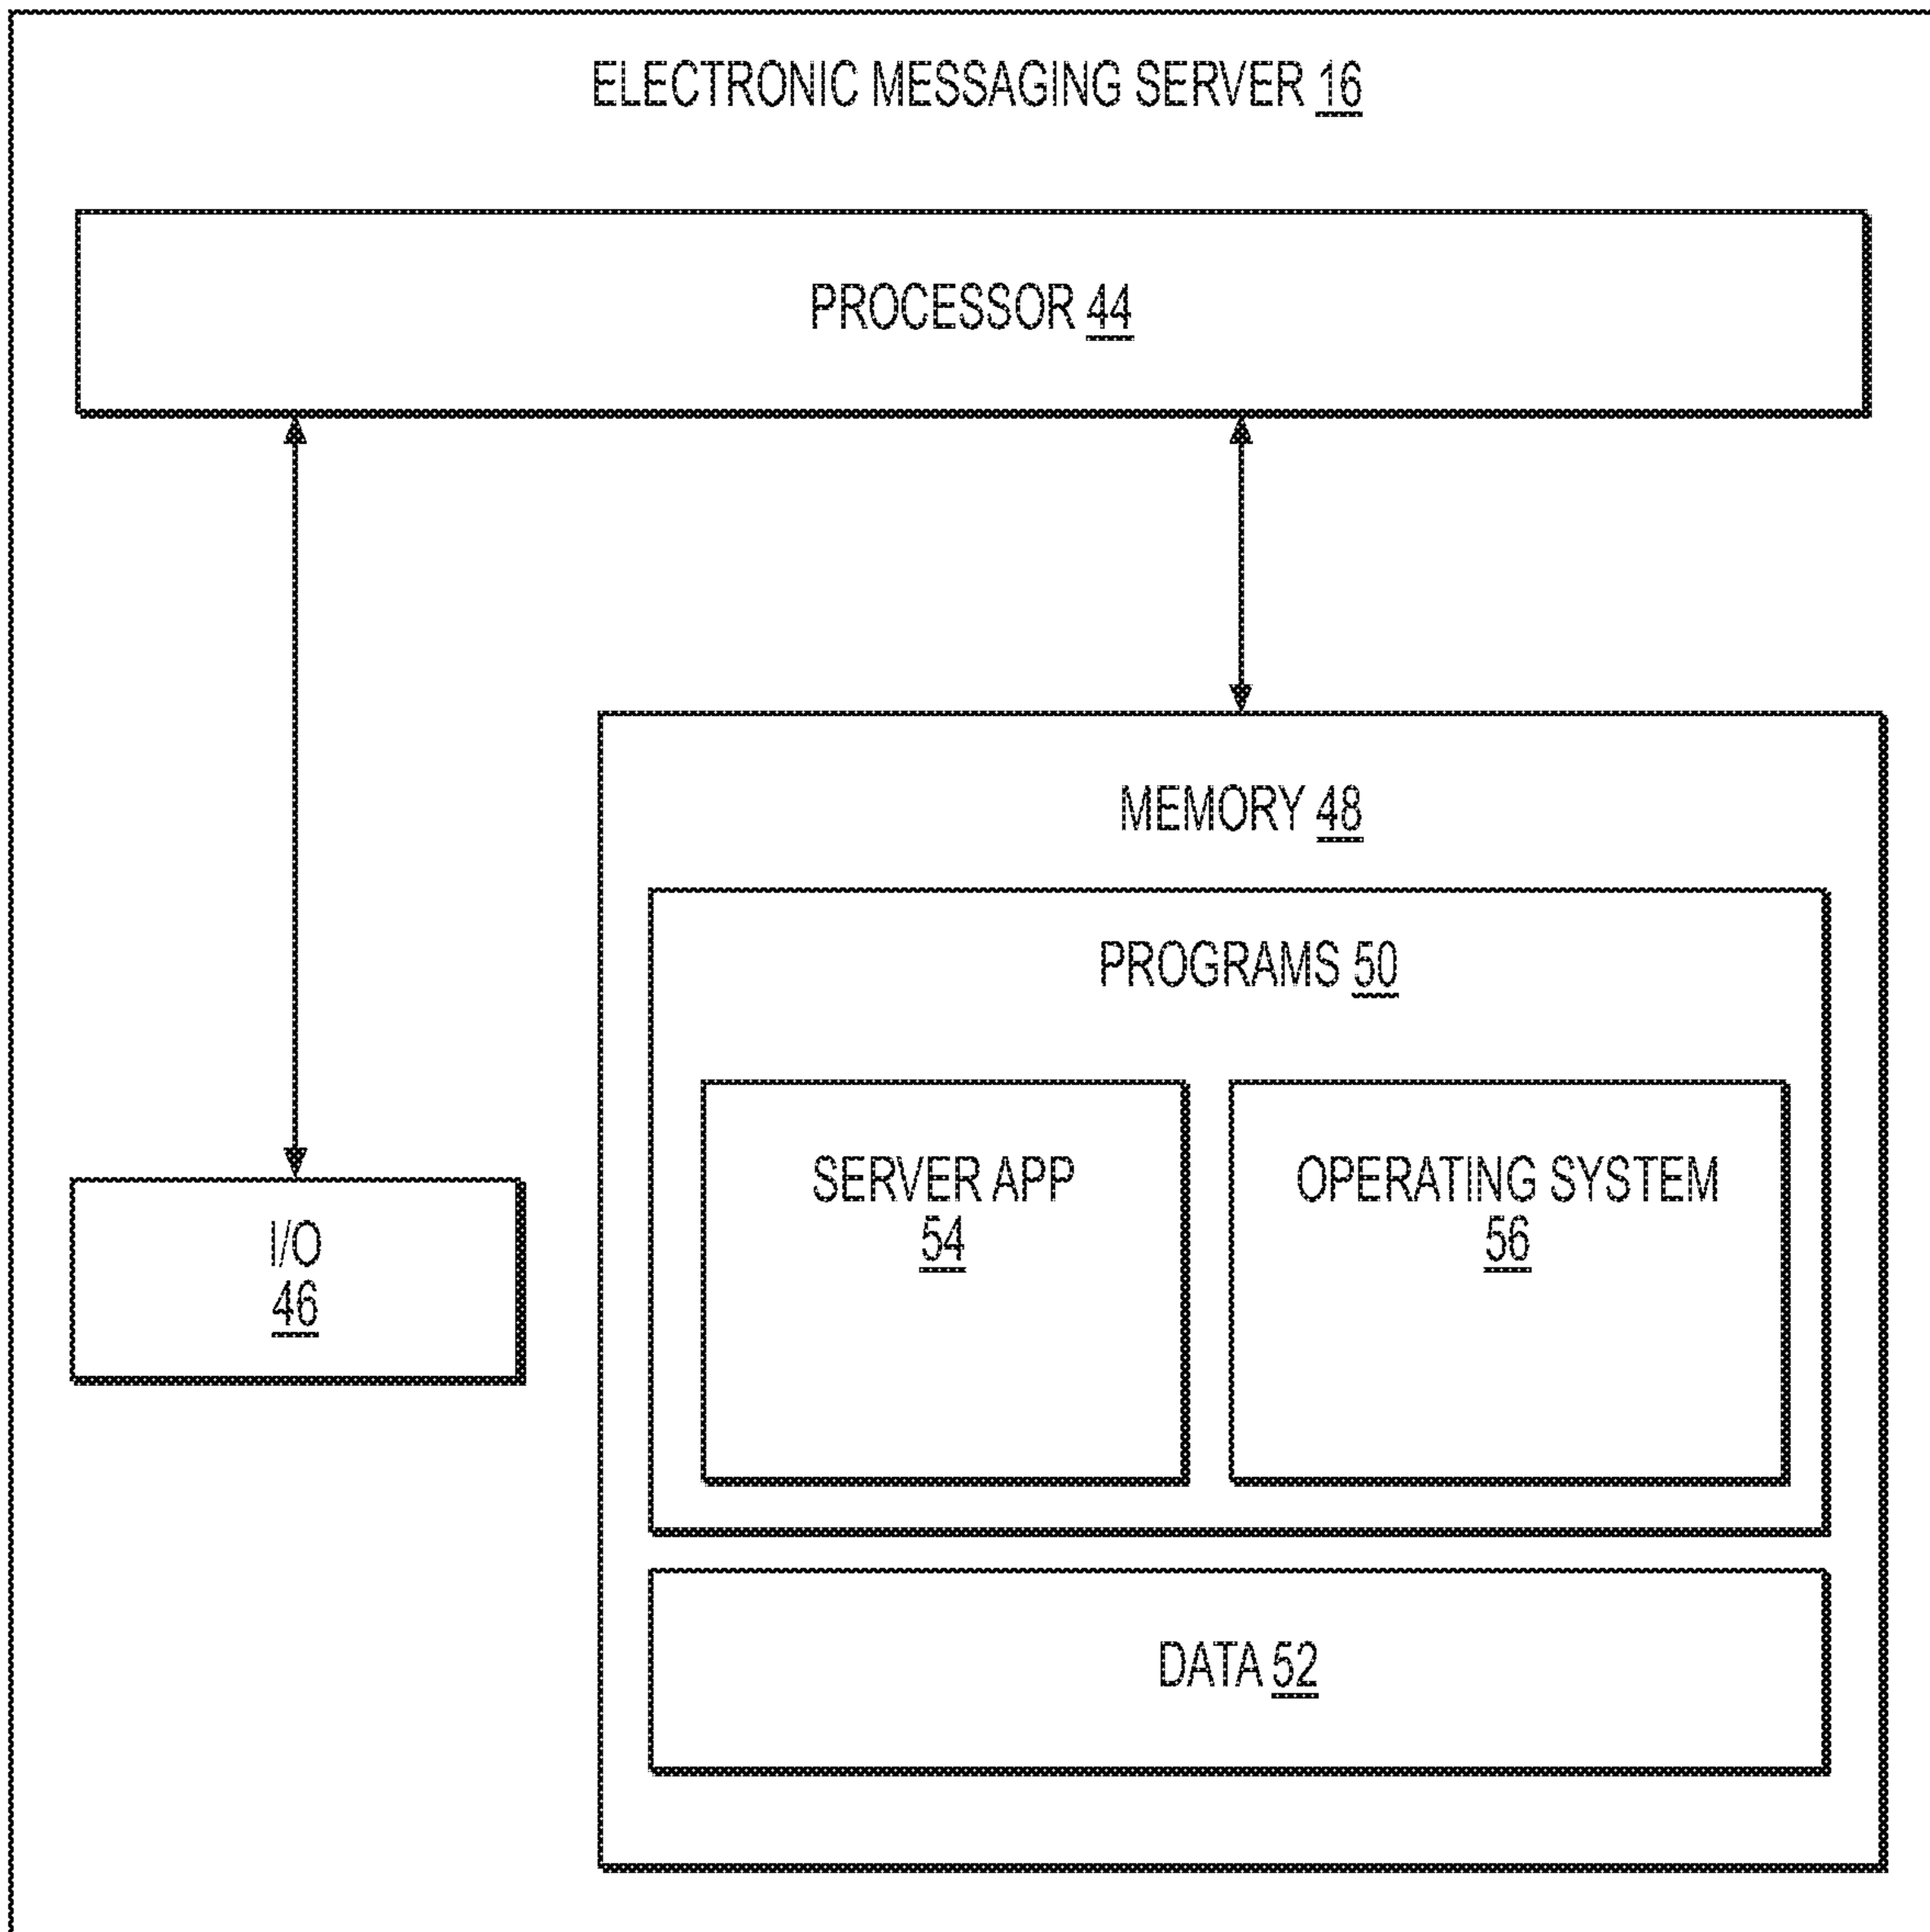 ELECTRONIC MESSAGING SERVER 16
PROCESSOR 44
MEMORY 48
PROGRAMS 50
SERVER APP
54
OPERATING SYSTEM
56
I/O
46
DATA 52